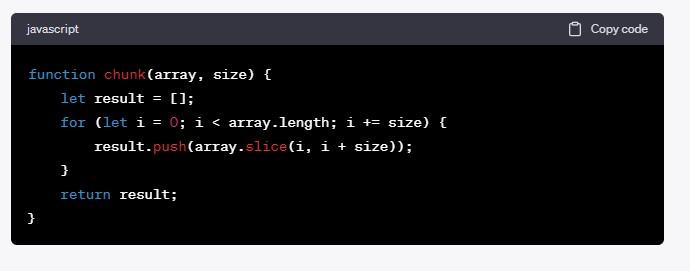 javascript
Copy code
function chunk(array, size) {
    let result = [];
    for (let i = 0; i < array.length; i += size) {
        result.push(array.slice(i, i + size));
    }
    return result;
}